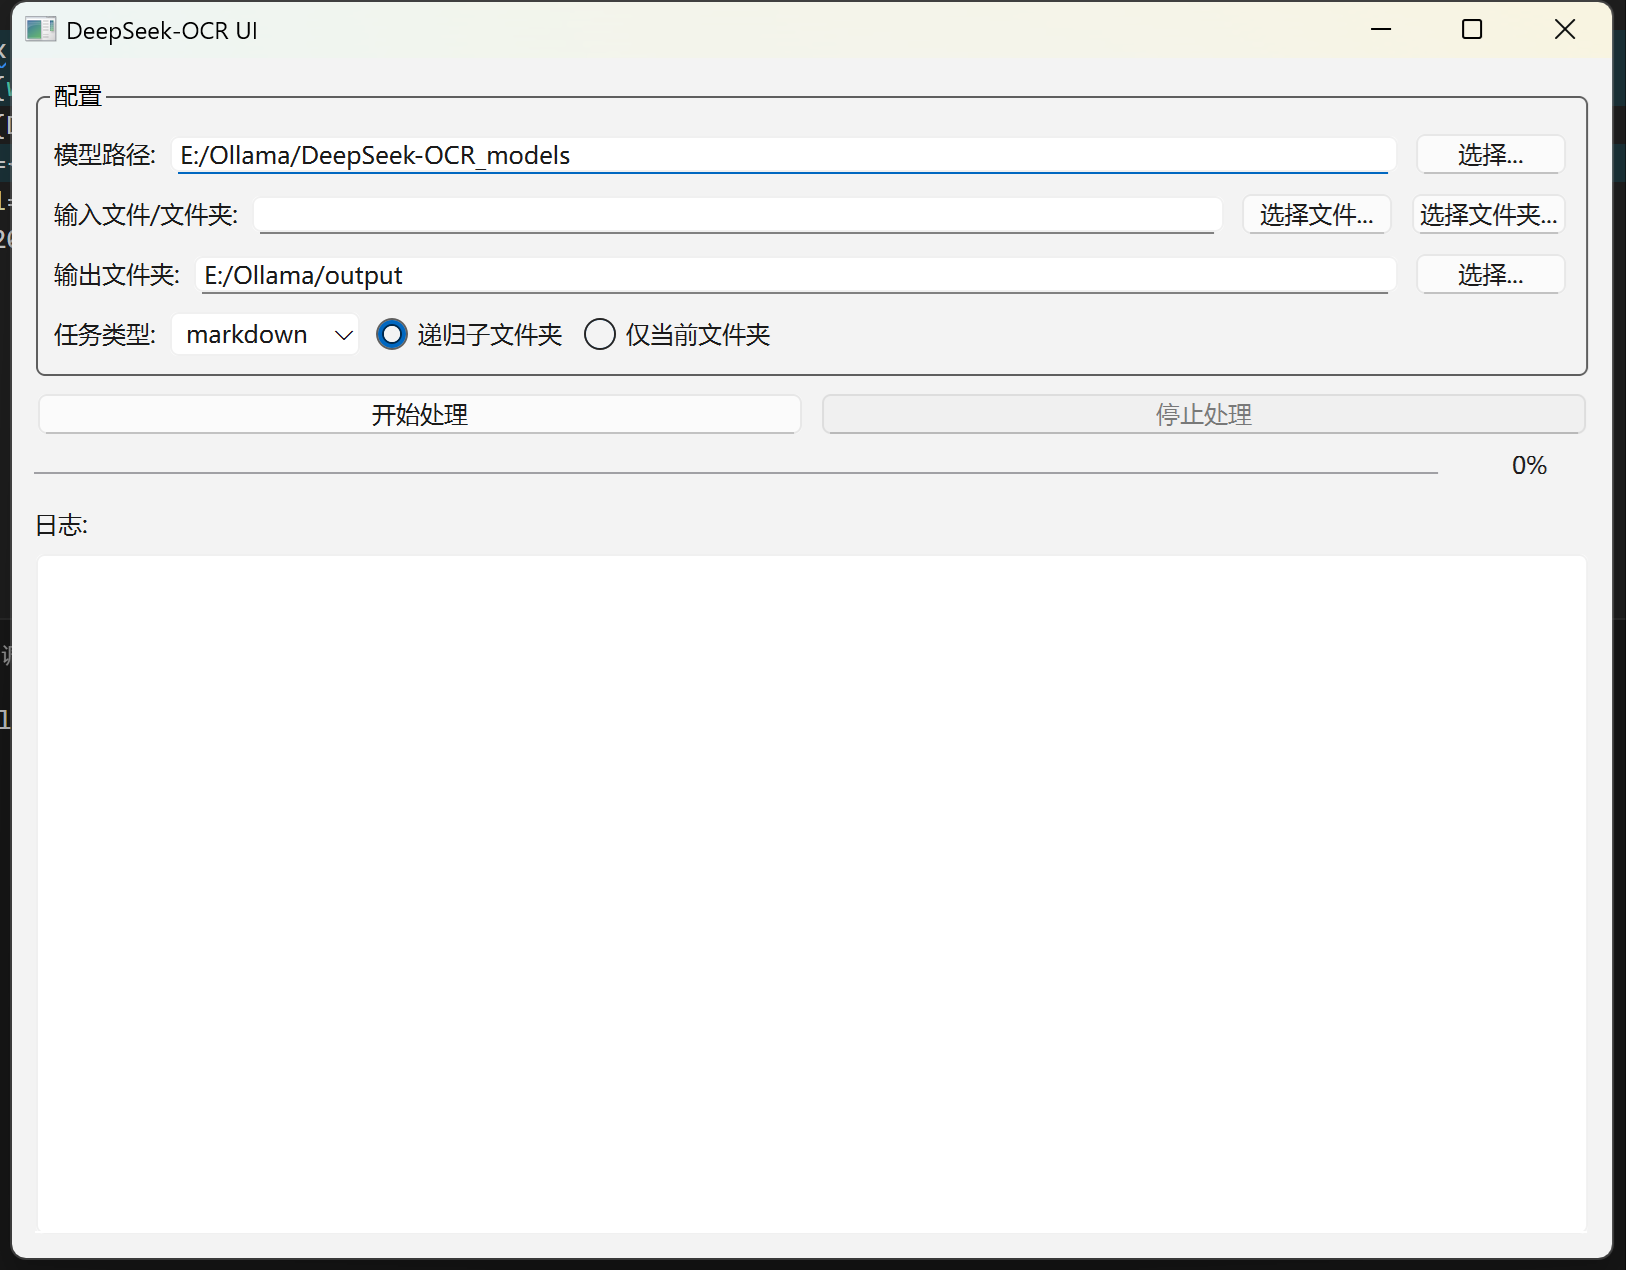 DeepSeek-OCR UI
配置
模型路径: E:/Ollama/DeepSeek-OCR_models 选择...
输入文件/文件夹: 选择文件... 选择文件夹...
输出文件夹: E:/Ollama/output 选择...
任务类型: markdown 递归子文件夹 仅当前文件夹
开始处理 停止处理
0%
日志: